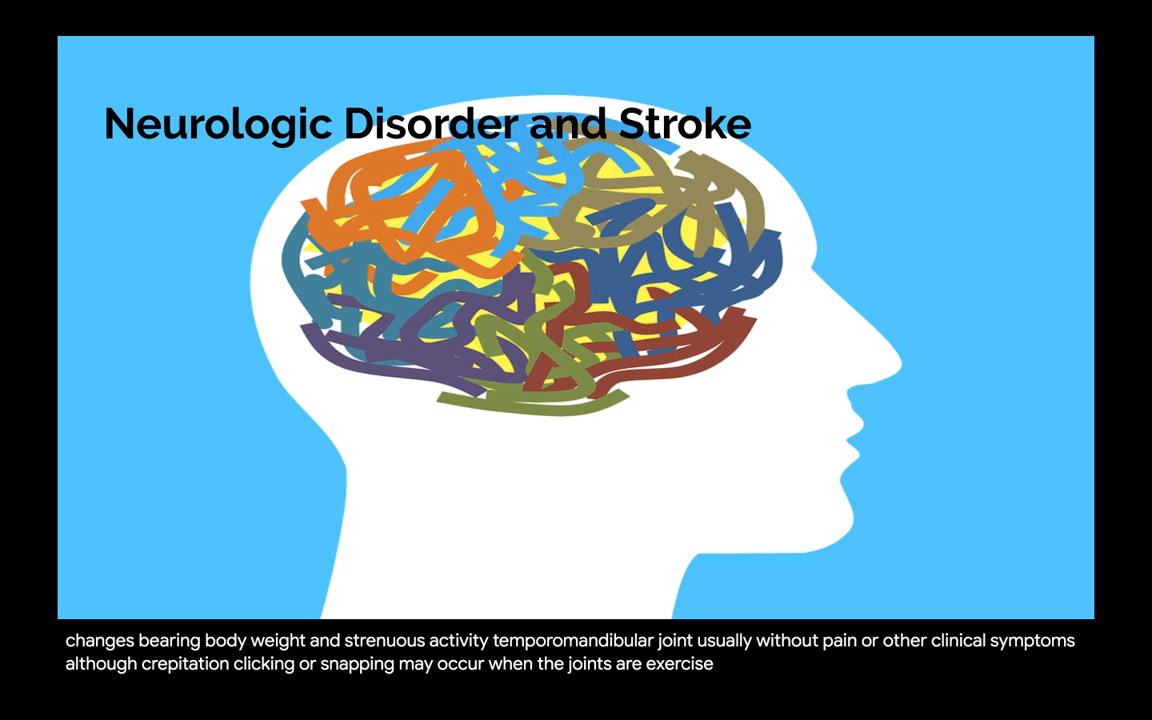 Neurologic Disorder and Stroke
changes bearing body weight and strenuous activity temporomandibular joint usually without pain or other clinical symptoms
although crepitation clicking or snapping may occur when the joints are exercise